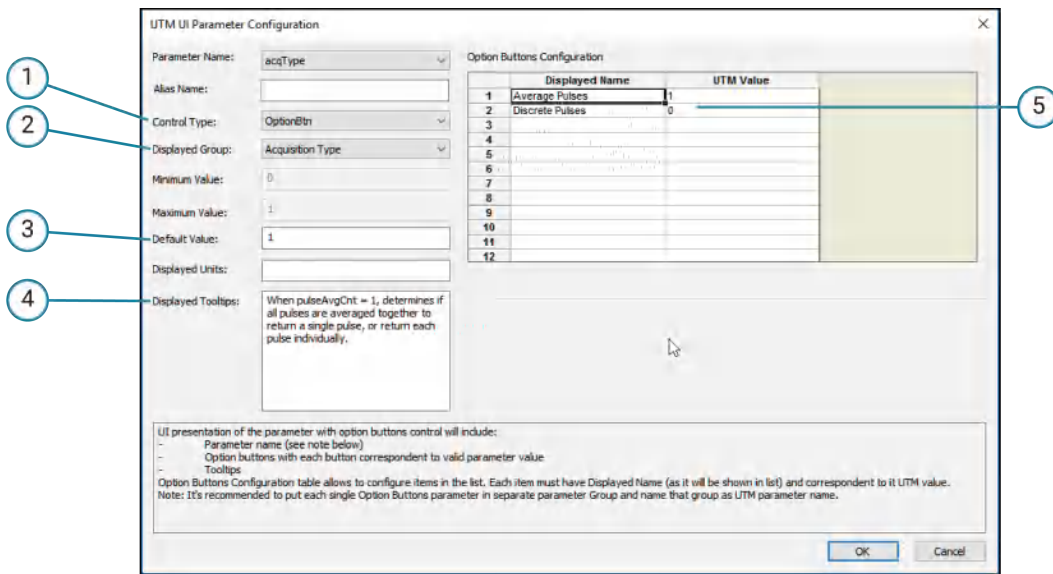 UTM UI Parameter Configuration
Parameter Name:
acqType
Alias Name:
Control Type:
OptionBtn
Displayed Group:
Acquisition Type
Minimum Value:
0
Maximum Value:
1
Default Value:
1
Displayed Units:
Displayed Tooltips:
When pulseAvgCnt = 1, determines if
all pulses are averaged together to
return a single pulse, or return each
pulse individually.
Option Buttons Configuration
Displayed Name UTM Value
1 Average Pulses 1
2 Discrete Pulses 0
3
4
5
6
7
8
9
10
11
12
1
2
3
4
5
UI presentation of the parameter with option buttons control will include:
- Parameter name (see note below)
- Option buttons with each button correspondent to valid parameter value
- Tooltips
Option Buttons Configuration table allows to configure items in the list. Each item must have Displayed Name (as it will be shown in list) and correspondent to it UTM value.
Note: It's recommended to put each single Option Buttons parameter in separate parameter Group and name that group as UTM parameter name.
OK Cancel